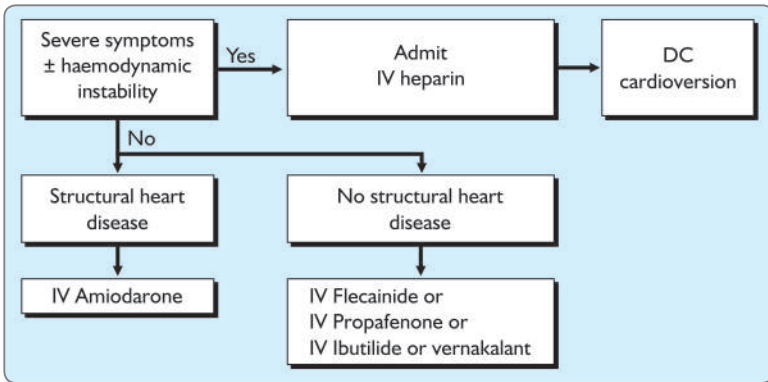 Severe symptoms
± haemodynamic
instability
Yes
Admit
IV heparin
DC
cardioversion
No
Structural heart
disease
No structural heart
disease
IV Amiodarone
IV Flecainide or
IV Propafenone or
IV Ibutilide or vernakalant